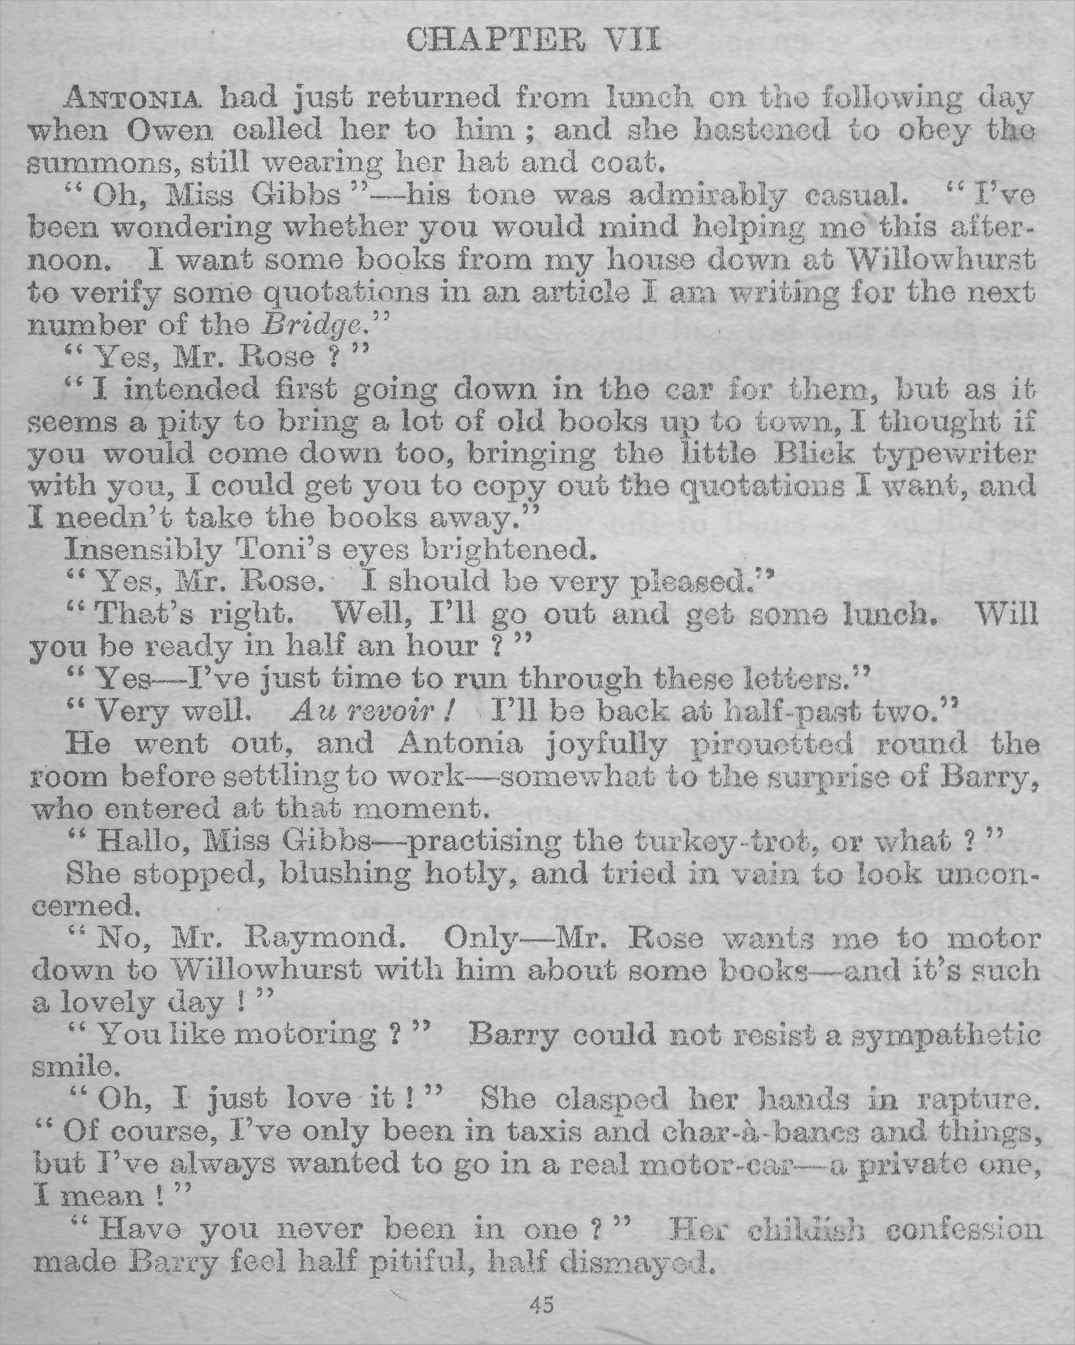 CHAPTER VII
ANTONIA had just returned from lunch on the following day
when Owen called her to him ; and she hastened to obey the
summons, still wearing her hat and coat.
“ Oh, Miss Gibbs ”—his tone was admirably casual. “ I’ve
been wondering whether you would mind helping me this after-
noon. I want some books from my house down at Willowhurst
to verify some quotations in an article I am writing for the next
number of the Bridge.”
“ Yes, Mr. Rose ? ”
“ I intended first going down in the car for them, but as it
seems a pity to bring a lot of old books up to town, I thought if
you would come down too, bringing the little Blick typewriter
with you, I could get you to copy out the quotations I want, and
I needn’t take the books away.”
Insensibly Toni’s eyes brightened.
“ Yes, Mr. Rose. I should be very pleased.”
“ That’s right. Well, I’ll go out and get some lunch. Will
you be ready in half an hour ? ”
“ Yes—I’ve just time to run through these letters.”
“ Very well. Au revoir ! I’ll be back at half-past two.”
He went out, and Antonia joyfully pirouetted round the
room before settling to work—somewhat to the surprise of Barry,
who entered at that moment.
“ Hallo, Miss Gibbs—practising the turkey-trot, or what ? ”
She stopped, blushing hotly, and tried in vain to look uncon-
cerned.
“ No, Mr. Raymond. Only—Mr. Rose wants me to motor
down to Willowhurst with him about some books—and it’s such
a lovely day ! ”
“ You like motoring ? ” Barry could not resist a sympathetic
smile.
“ Oh, I just love it ! ” She clasped her hands in rapture.
“ Of course, I’ve only been in taxis and char-à-bancs and things,
but I’ve always wanted to go in a real motor-car—a private one,
I mean ! ”
“ Have you never been in one ? ” Her childish confession
made Barry feel half pitiful, half dismayed.
45